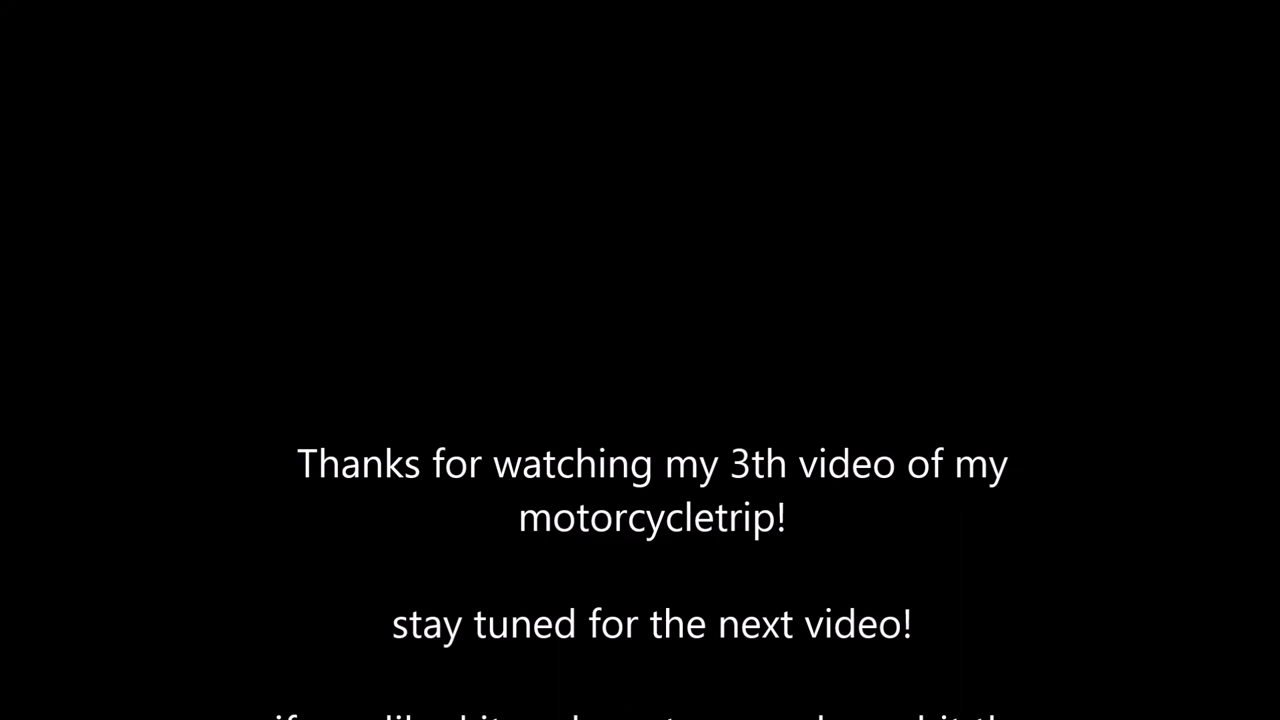 Thanks for watching my 3th video of my
motorcycletrip!
stay tuned for the next video!